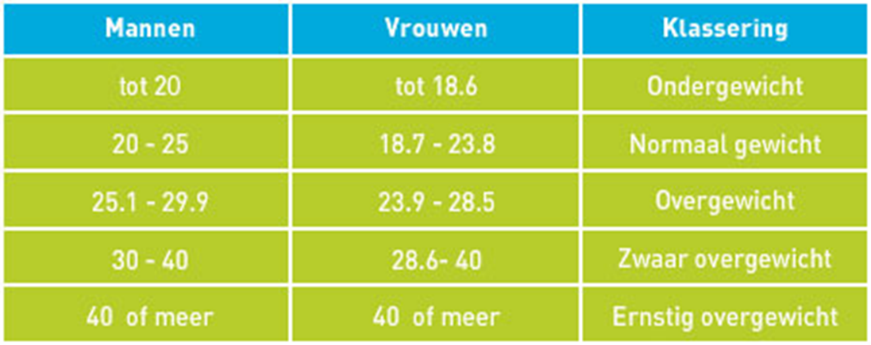 Mannen Vrouwen Klassering
tot 20 tot 18.6 Ondergewicht
20 - 25 18.7 - 23.8 Normaal gewicht
25.1 - 29.9 23.9 - 28.5 Overgewicht
30 - 40 28.6- 40 Zwaar overgewicht
40 of meer 40 of meer Ernstig overgewicht